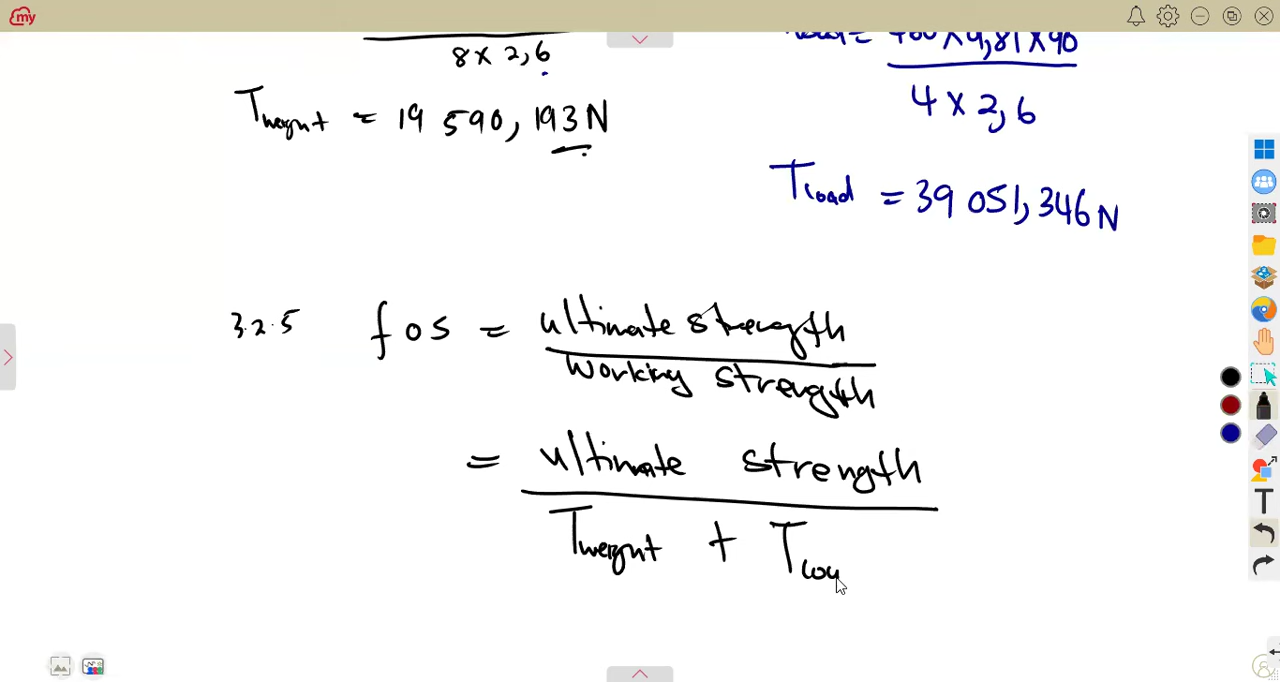 my
8 x 2,6
Tweight = 19 590, 193 N
4 x 2,6
Tload = 39 051, 346 N
3.2.5 fos = ultimate strength
working strength
= ultimate strength
Tweight + T